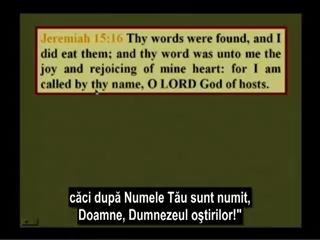 Jeremiah 15:16 Thy words were found, and I
did eat them; and thy word was unto me the
joy and rejoicing of mine heart: for I am
called by thy name, O LORD God of hosts.
căci după Numele Tău sunt numit,
Doamne, Dumnezeul oştirilor!"